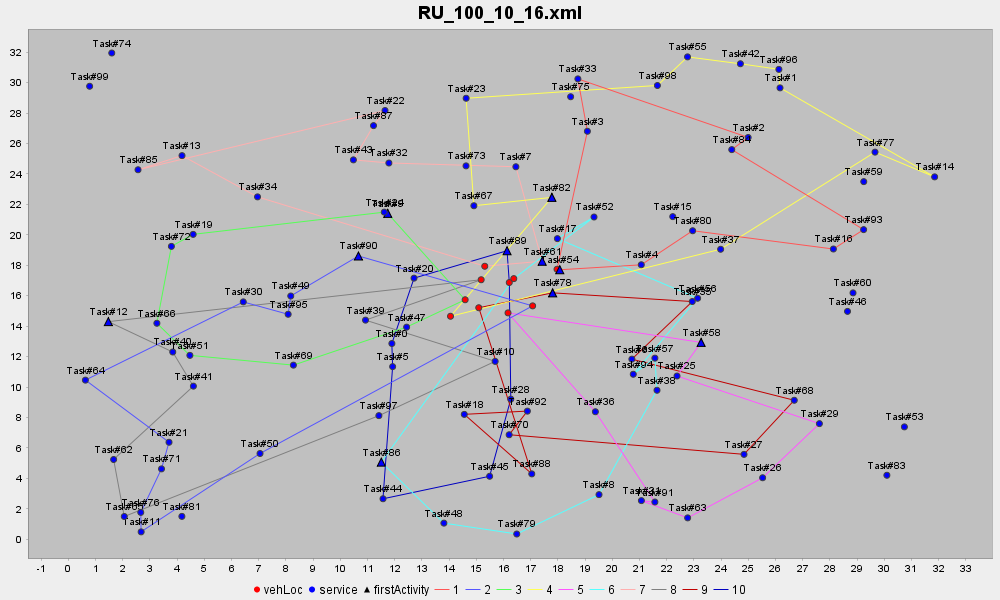 RU_100_10_16.xml
32
30
28
26
24
22
20
18
16
14
12
10
8
6
4
2
0
Task#74
Task#99
Task#55
Task#42
Task#96
Task#1
Task#33
Task#98
Task#75
Task#23
Task#22
Task#87
Task#3
Task#2
Task#84
Task#13
Task#85
Task#43
Task#32
Task#73
Task#7
Task#77
Task#14
Task#59
Task#34
Task#82
Task#67
Task#52
Task#15
Task#19
Task#72
Task#17
Task#80
Task#93
Task#16
Task#37
Task#89
Task#90
Task#61
Task#54
Task#4
Task#20
Task#49
Task#78
Task#56
Task#60
Task#46
Task#30
Task#95
Task#12
Task#66
Task#39
Task#47
Task#0
Task#58
Task#40
Task#51
Task#69
Task#5
Task#10
Task#57
Task#94
Task#25
Task#64
Task#41
Task#38
Task#28
Task#68
Task#97
Task#18
Task#92
Task#36
Task#29
Task#53
Task#70
Task#21
Task#62
Task#50
Task#27
Task#71
Task#86
Task#45
Task#88
Task#26
Task#83
Task#44
Task#8
Task#91
Task#76
Task#81
Task#63
Task#48
Task#11
Task#79
-1 0 1 2 3 4 5 6 7 8 9 10 11 12 13 14 15 16 17 18 19 20 21 22 23 24 25 26 27 28 29 30 31 32 33
vehLoc service firstActivity 1 2 3 4 5 6 7 8 9 10